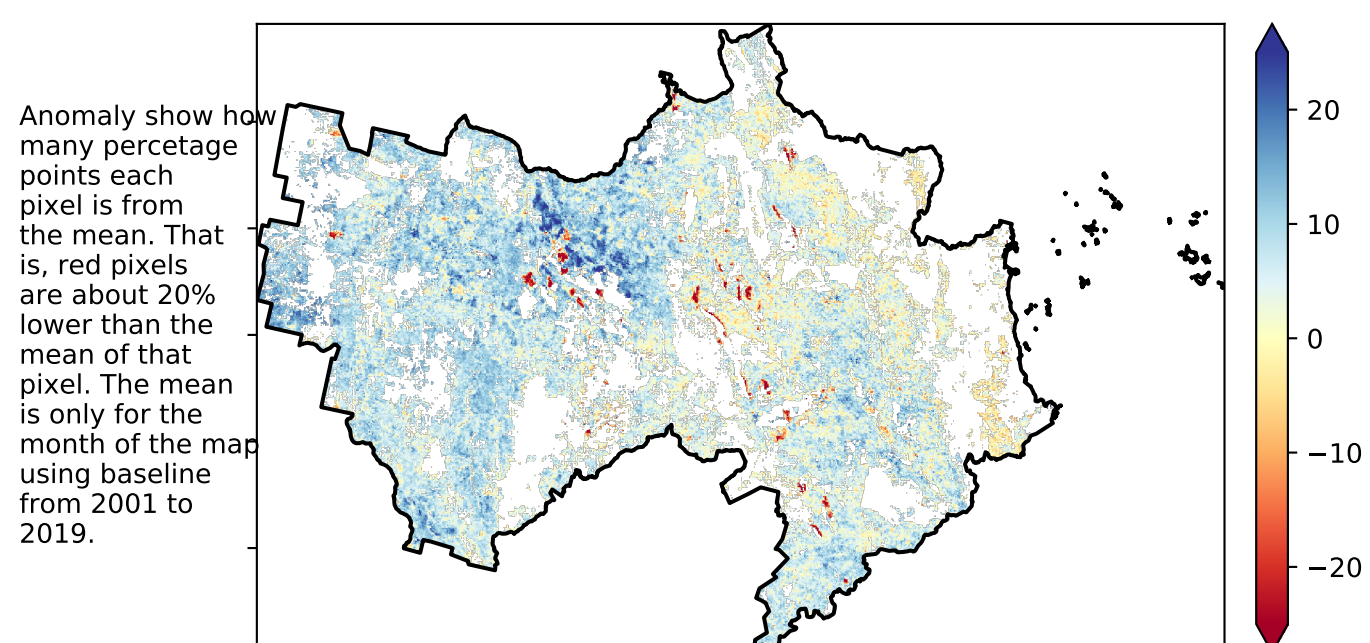 Anomaly show how
many percetage
points each
pixel is from
the mean. That
is, red pixels
are about 20%
lower than the
mean of that
pixel. The mean
is only for the
month of the map
using baseline
from 2001 to
2019.
20
10
0
−10
−20